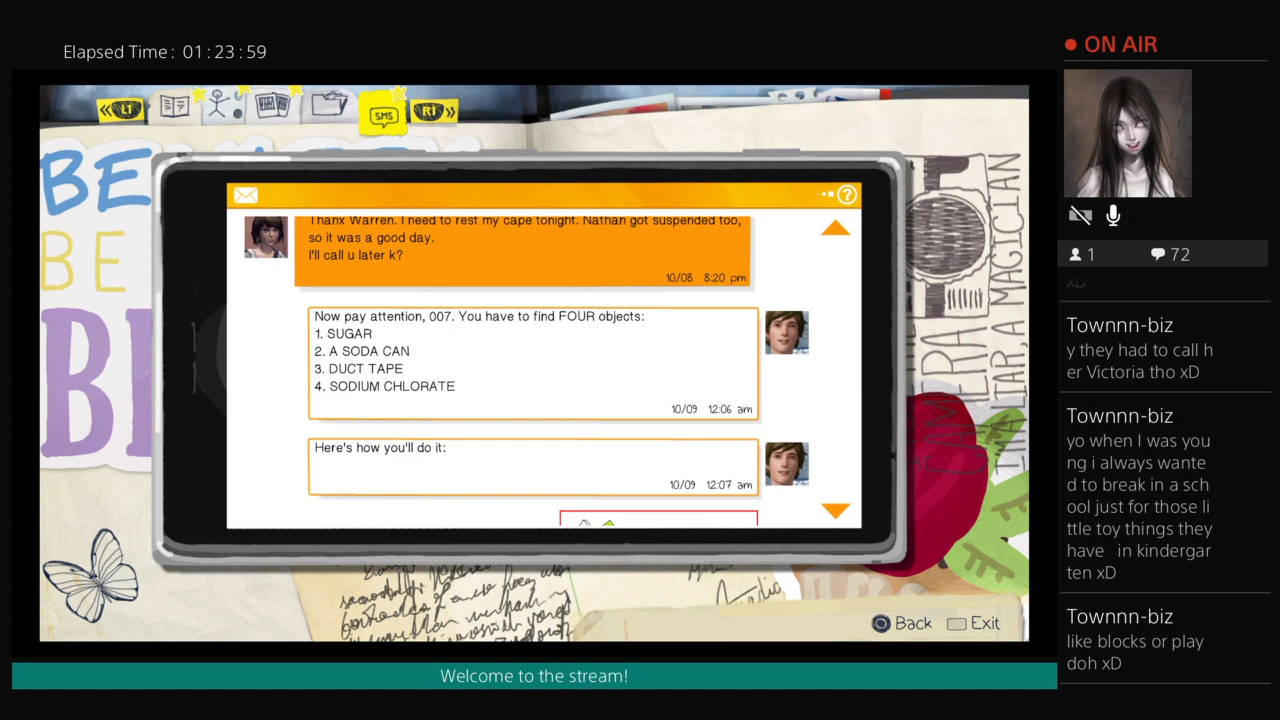 Elapsed Time: 01:23:59
ON AIR
1
72
L1
SMS
R1
BE
BE
Thanx Warren. I need to rest my cape tonight. Nathan got suspended too,
so it was a good day.
I'll call u later k?
10/08 8:20 pm
Now pay attention, 007. You have to find FOUR objects:
1. SUGAR
2. A SODA CAN
3. DUCT TAPE
4. SODIUM CHLORATE
10/09 12:06 am
Here's how you'll do it:
10/09 12:07 am
CAMERA
I'M A LIAR, A MAGICIAN
Back
Exit
xD
Townnn-biz
y they had to call h
er Victoria tho xD
Townnn-biz
yo when I was you
ng i always wante
d to break in a sch
ool just for those li
ttle toy things they
have in kindergar
ten xD
Townnn-biz
like blocks or play
doh xD
Welcome to the stream!